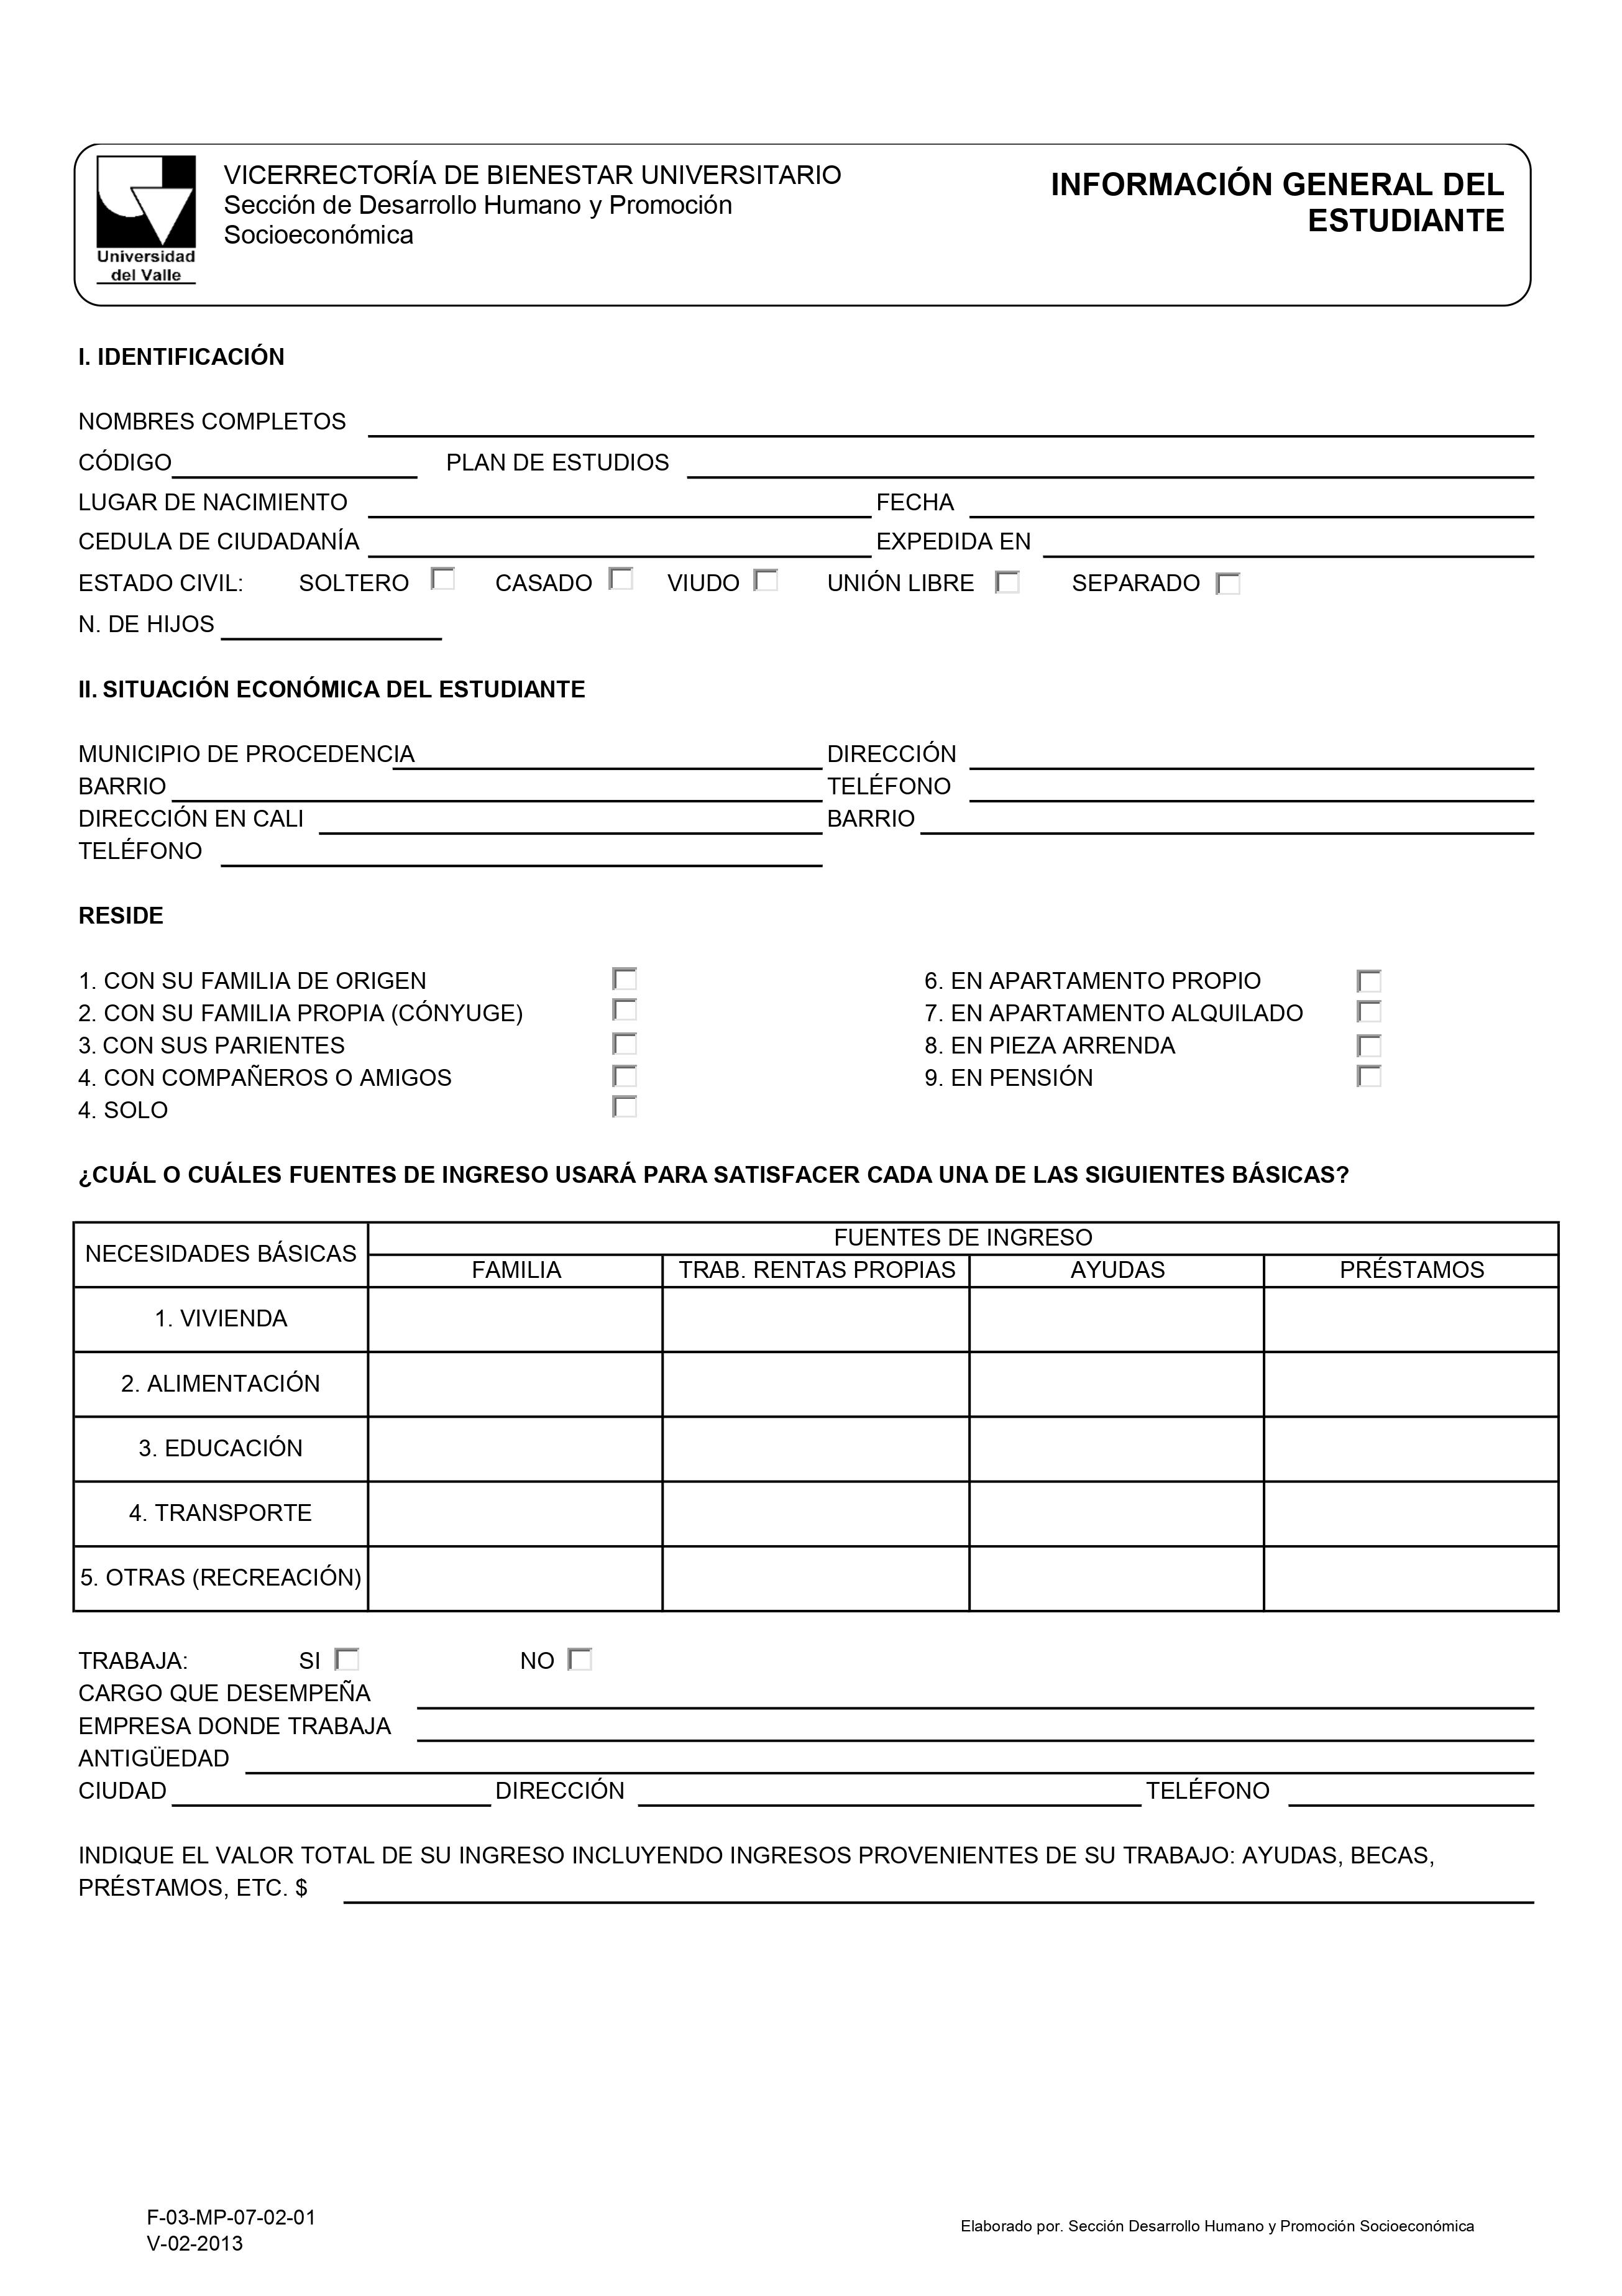 VICERRECTORÍA DE BIENESTAR UNIVERSITARIO
Sección de Desarrollo Humano y Promoción
Socioeconómica
INFORMACIÓN GENERAL DEL
ESTUDIANTE
Universidad
del Valle
I. IDENTIFICACIÓN
NOMBRES COMPLETOS
CÓDIGO PLAN DE ESTUDIOS
LUGAR DE NACIMIENTO FECHA
CEDULA DE CIUDADANÍA EXPEDIDA EN
ESTADO CIVIL: SOLTERO CASADO VIUDO UNIÓN LIBRE SEPARADO
N. DE HIJOS
II. SITUACIÓN ECONÓMICA DEL ESTUDIANTE
MUNICIPIO DE PROCEDENCIA DIRECCIÓN
BARRIO TELÉFONO
DIRECCIÓN EN CALI BARRIO
TELÉFONO
RESIDE
1. CON SU FAMILIA DE ORIGEN 6. EN APARTAMENTO PROPIO
2. CON SU FAMILIA PROPIA (CÓNYUGE) 7. EN APARTAMENTO ALQUILADO
3. CON SUS PARIENTES 8. EN PIEZA ARRENDA
4. CON COMPAÑEROS O AMIGOS 9. EN PENSIÓN
4. SOLO
¿CUÁL O CUÁLES FUENTES DE INGRESO USARÁ PARA SATISFACER CADA UNA DE LAS SIGUIENTES BÁSICAS?
NECESIDADES BÁSICAS FUENTES DE INGRESO
FAMILIA TRAB. RENTAS PROPIAS AYUDAS PRÉSTAMOS
1. VIVIENDA
2. ALIMENTACIÓN
3. EDUCACIÓN
4. TRANSPORTE
5. OTRAS (RECREACIÓN)
TRABAJA: SI NO
CARGO QUE DESEMPEÑA
EMPRESA DONDE TRABAJA
ANTIGÜEDAD
CIUDAD DIRECCIÓN TELÉFONO
INDIQUE EL VALOR TOTAL DE SU INGRESO INCLUYENDO INGRESOS PROVENIENTES DE SU TRABAJO: AYUDAS, BECAS,
PRÉSTAMOS, ETC. $
F-03-MP-07-02-01
V-02-2013
Elaborado por. Sección Desarrollo Humano y Promoción Socioeconómica